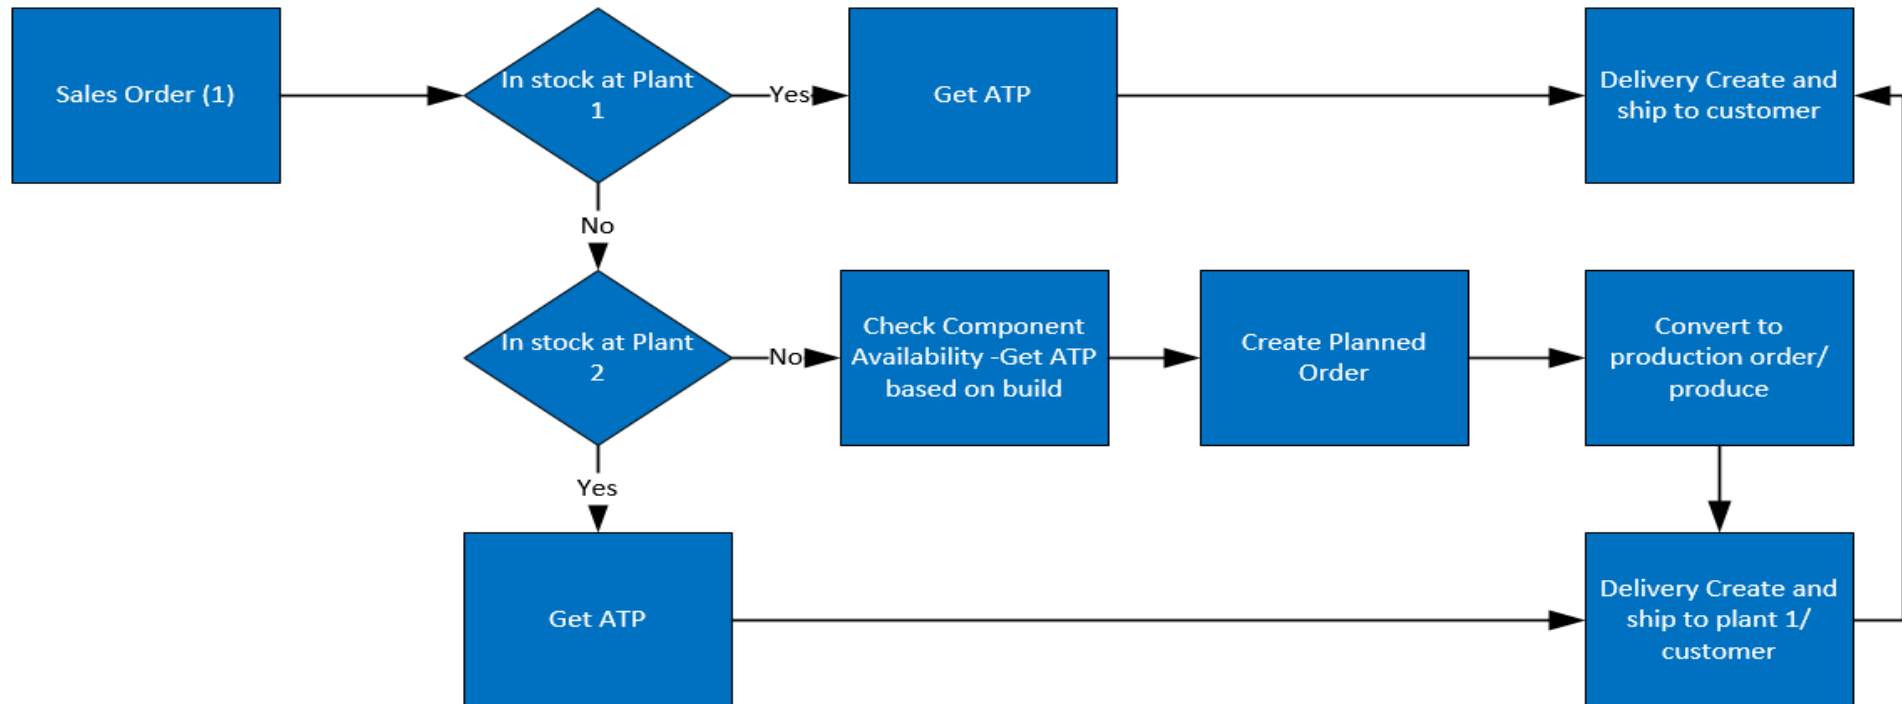 Sales Order (1)
In stock at Plant
1
Yes
Get ATP
Delivery Create and
ship to customer
No
In stock at Plant
2
No
Check Component
Availability -Get ATP
based on build
Create Planned
Order
Convert to
production order/
produce
Yes
Get ATP
Delivery Create and
ship to plant 1/
customer